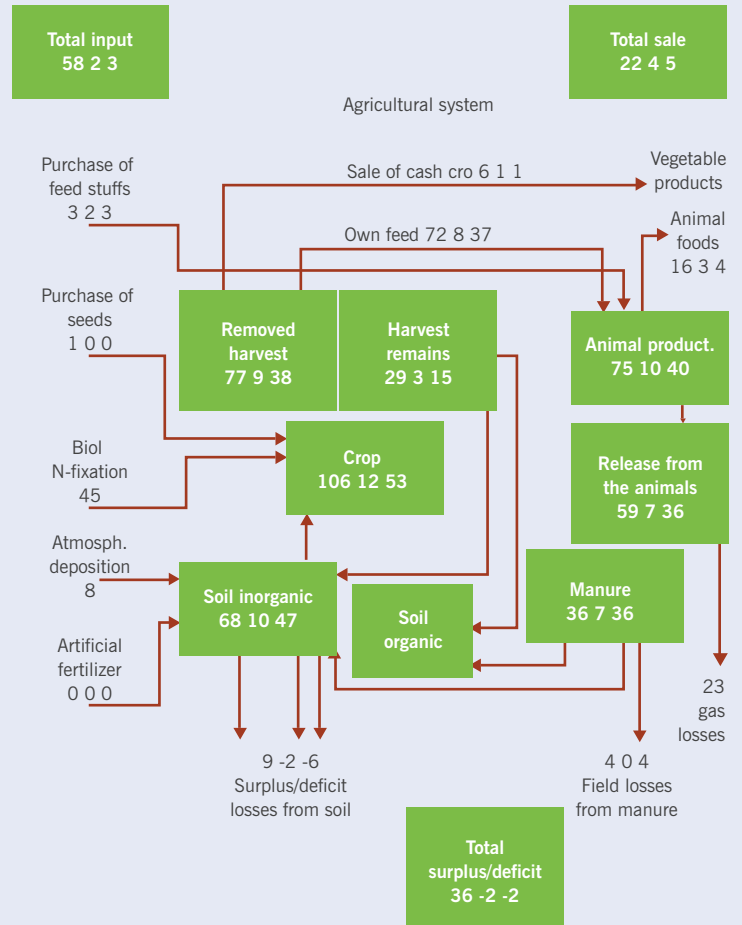 Total input
58 2 3
Total sale
22 4 5
Agricultural system
Purchase of
feed stuffs
3 2 3
Sale of cash cro 6 1 1
Vegetable
products
Own feed 72 8 37
Animal
foods
16 3 4
Purchase of
seeds
1 0 0
Removed
harvest
77 9 38
Harvest
remains
29 3 15
Animal product.
75 10 40
Biol
N-fixation
45
Crop
106 12 53
Release from
the animals
59 7 36
Atmosph.
deposition
8
Soil inorganic
68 10 47
Soil
organic
Manure
36 7 36
Artificial
fertilizer
0 0 0
23
gas
losses
9 -2 -6
Surplus/deficit
losses from soil
4 0 4
Field losses
from manure
Total
surplus/deficit
36 -2 -2